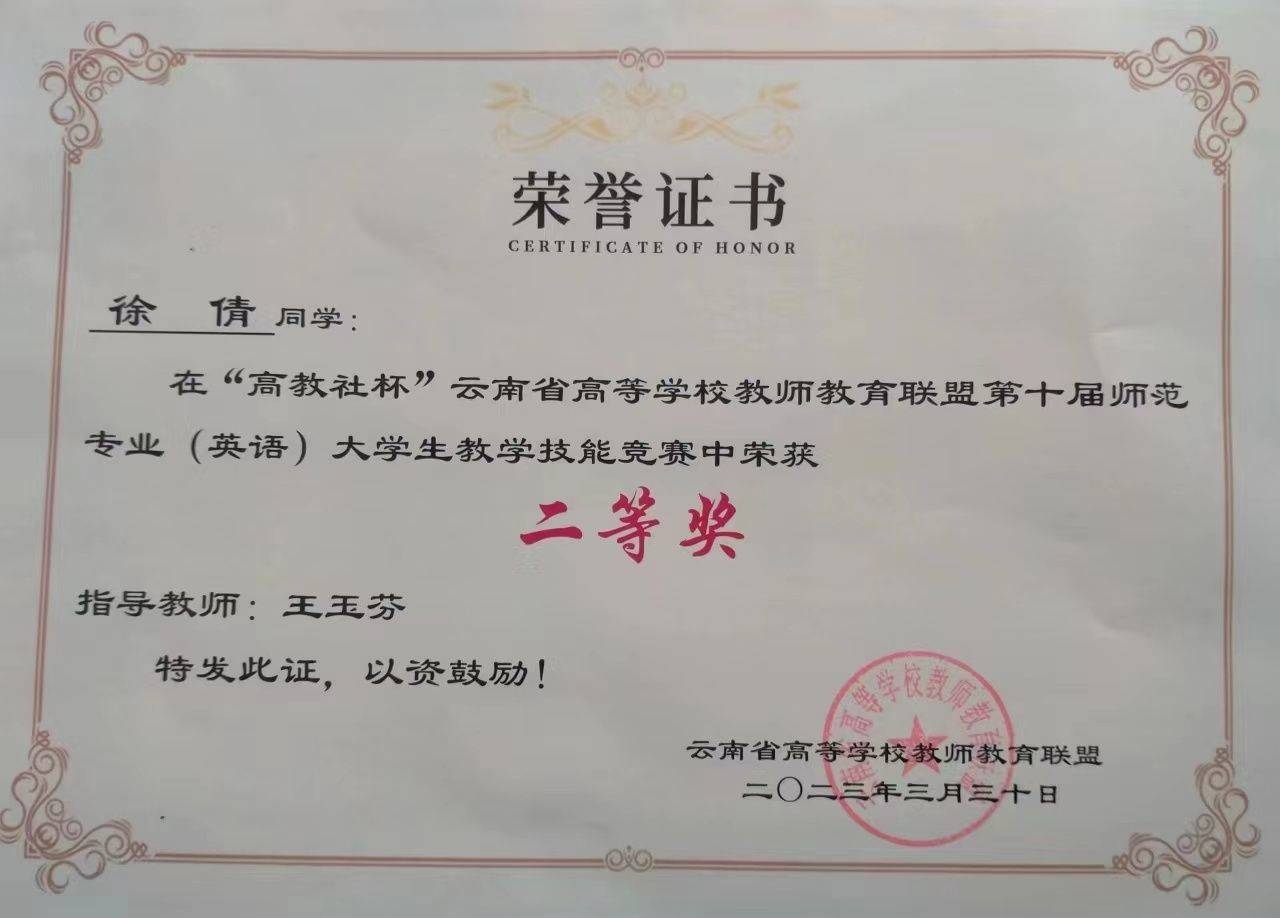 荣誉证书
CERTIFICATE OF HONOR
徐 倩 同学：
在“高教社杯”云南省高等学校教师教育联盟第十届师范
专业（英语）大学生教学技能竞赛中荣获
二等奖
指导教师：王玉芬
特发此证，以资鼓励！
云南省高等学校教师教育联盟
二〇二三年三月三十日